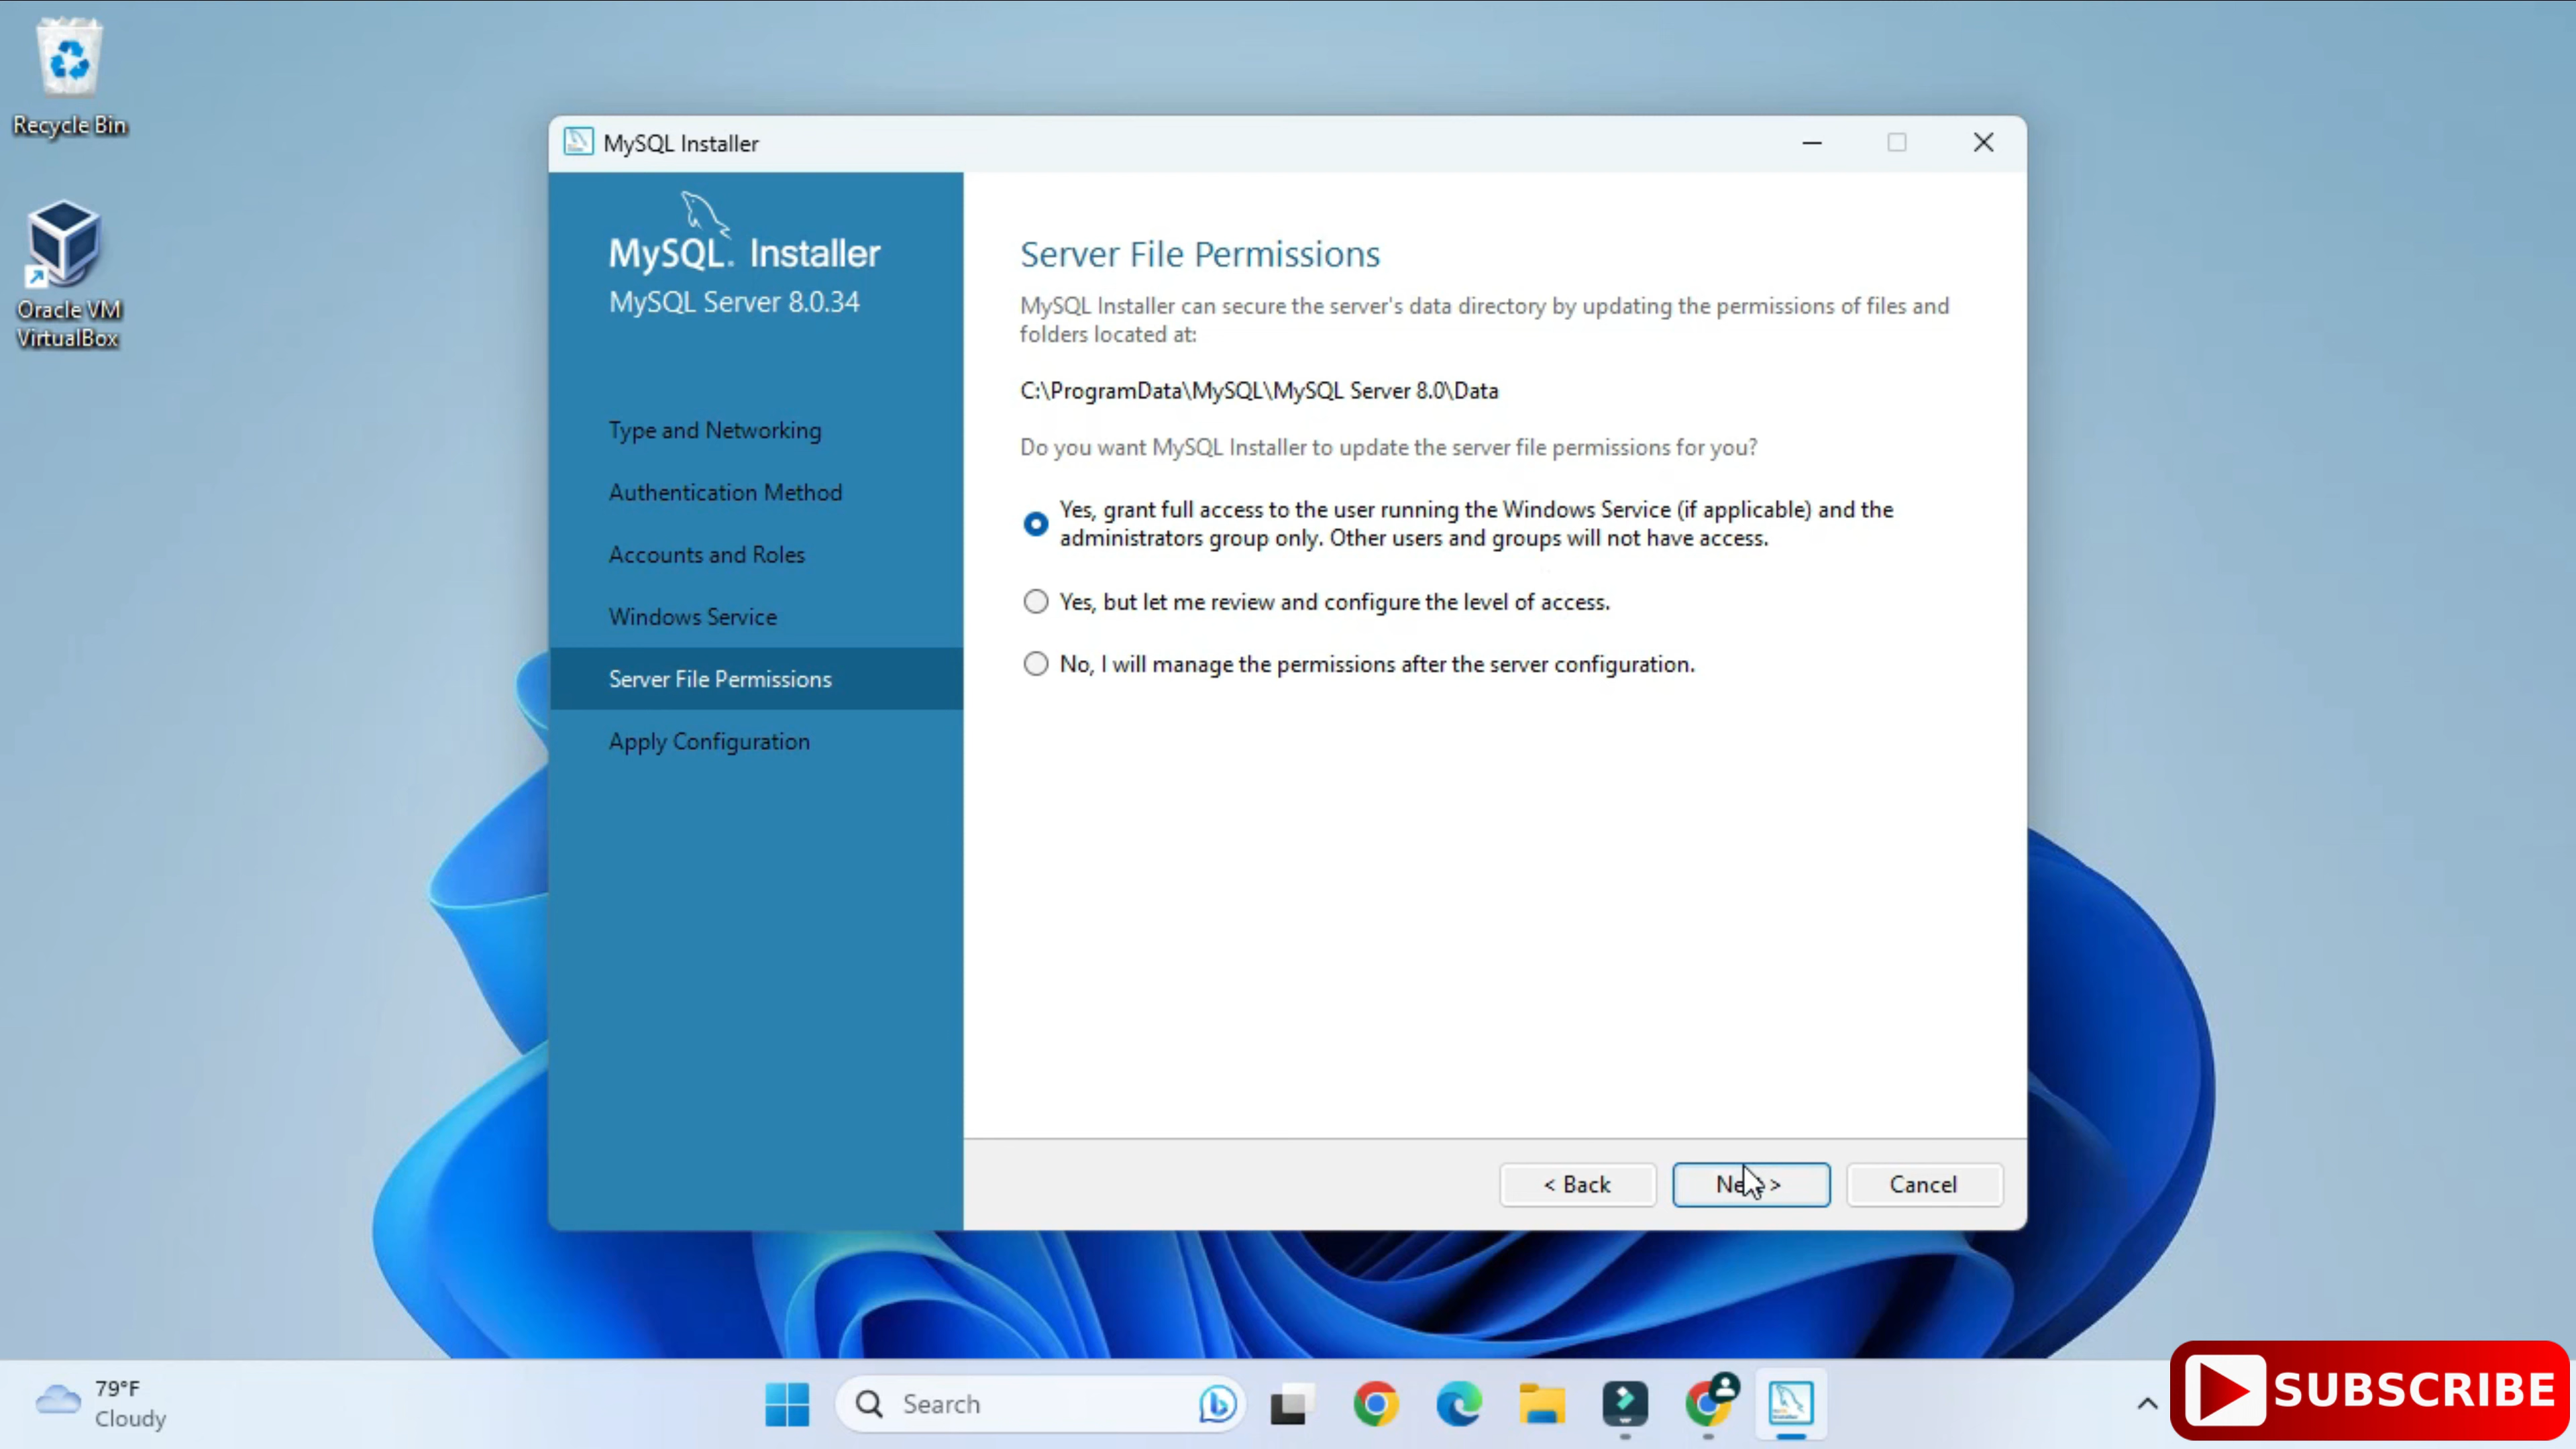 Recycle Bin
Oracle VM
VirtualBox
MySQL Installer
MySQL. Installer
MySQL Server 8.0.34
Type and Networking
Authentication Method
Accounts and Roles
Windows Service
Server File Permissions
Apply Configuration
Server File Permissions
MySQL Installer can secure the server's data directory by updating the permissions of files and
folders located at:
C:\ProgramData\MySQL\MySQL Server 8.0\Data
Do you want MySQL Installer to update the server file permissions for you?
Yes, grant full access to the user running the Windows Service (if applicable) and the
administrators group only. Other users and groups will not have access.
Yes, but let me review and configure the level of access.
No, I will manage the permissions after the server configuration.
< Back
Cancel
79°F
Cloudy
Search
SUBSCRIBE